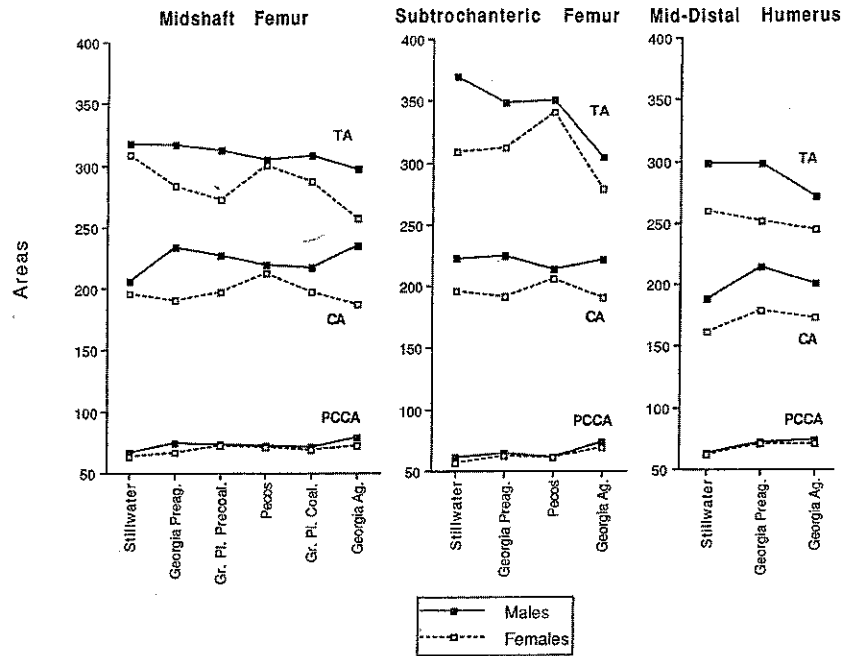 Midshaft Femur
Subtrochanteric Femur
Mid-Distal Humerus
Areas
400
350
300
250
200
150
100
50
TA
CA
PCCA
Stillwater
Georgia Preag.
Gr. Pl. Precoal.
Pecos
Gr. Pl. Coal.
Georgia Ag.
400
350
300
250
200
150
100
50
TA
CA
PCCA
Stillwater
Georgia Preag.
Pecos
Georgia Ag.
400
350
300
250
200
150
100
50
TA
CA
PCCA
Stillwater
Georgia Preag.
Georgia Ag.
Males
Females